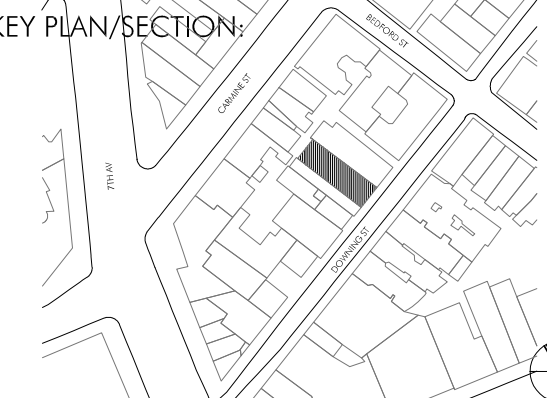 KEY PLAN/SECTION:
BEDFORD ST
CARMINE ST
7TH AV
DOWNING ST